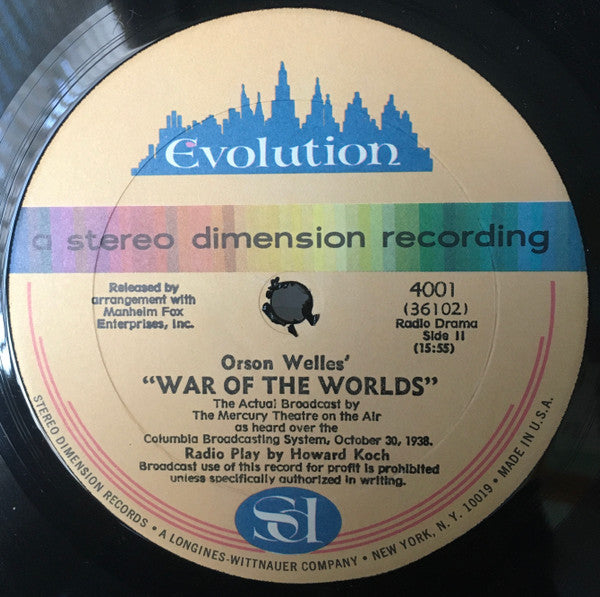 Evolution
a stereo dimension recording
Released by
arrangement with
Manheim Fox
Enterprises, Inc.
4001
(36102)
Radio Drama
Side II
(15:55)
Orson Welles'
“WAR OF THE WORLDS”
The Actual Broadcast by
The Mercury Theatre on the Air
as heard over the
Columbia Broadcasting System, October 30, 1938.
Radio Play by Howard Koch
Broadcast use of this record for profit is prohibited
unless specifically authorized in writing.
Sd
STEREO DIMENSION RECORDS • A LONGINES-WITTNAUER COMPANY • NEW YORK, N. Y. 10019 • MADE IN U.S.A.